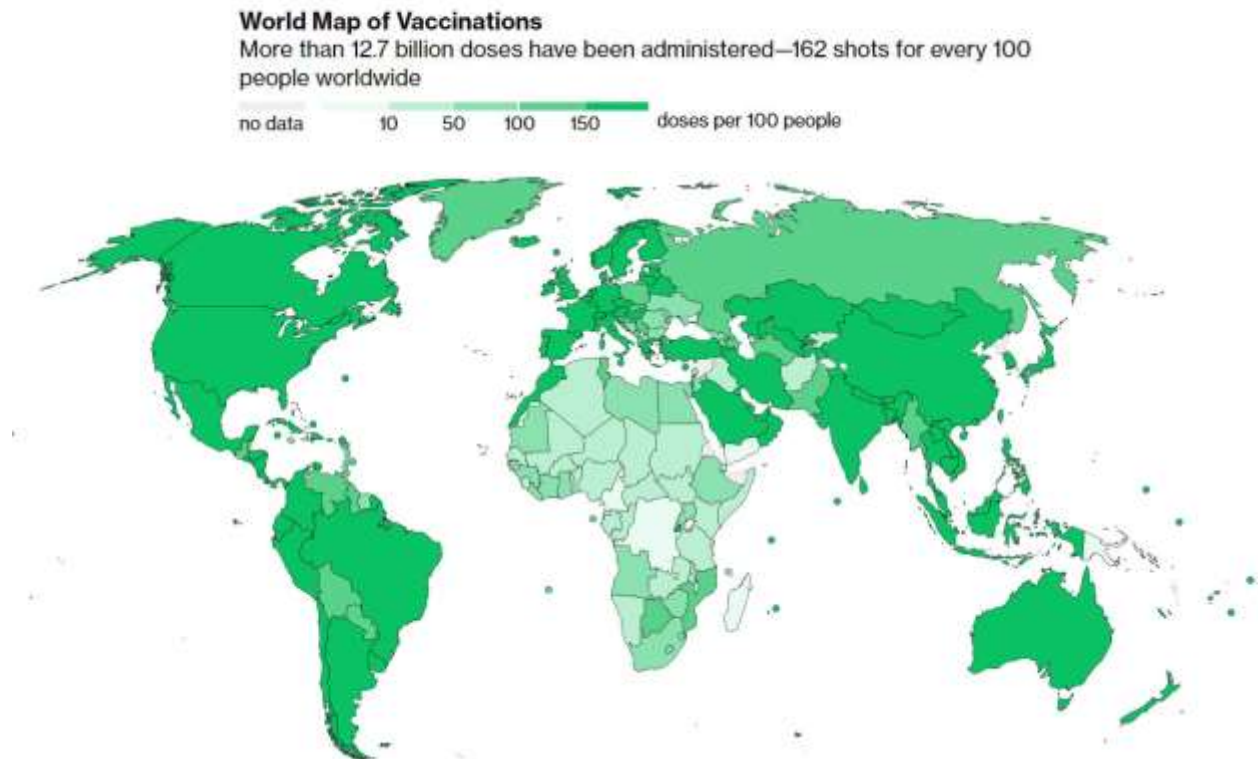 World Map of Vaccinations
More than 12.7 billion doses have been administered—162 shots for every 100
people worldwide
no data 10 50 100 150 doses per 100 people